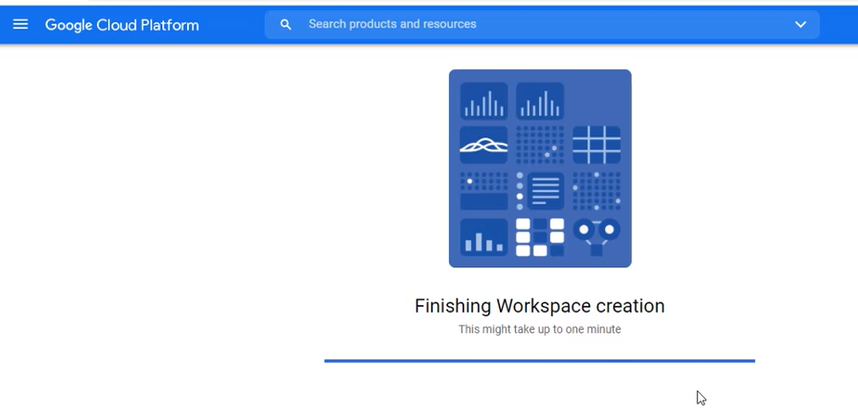 Google Cloud Platform
Search products and resources
Finishing Workspace creation
This might take up to one minute